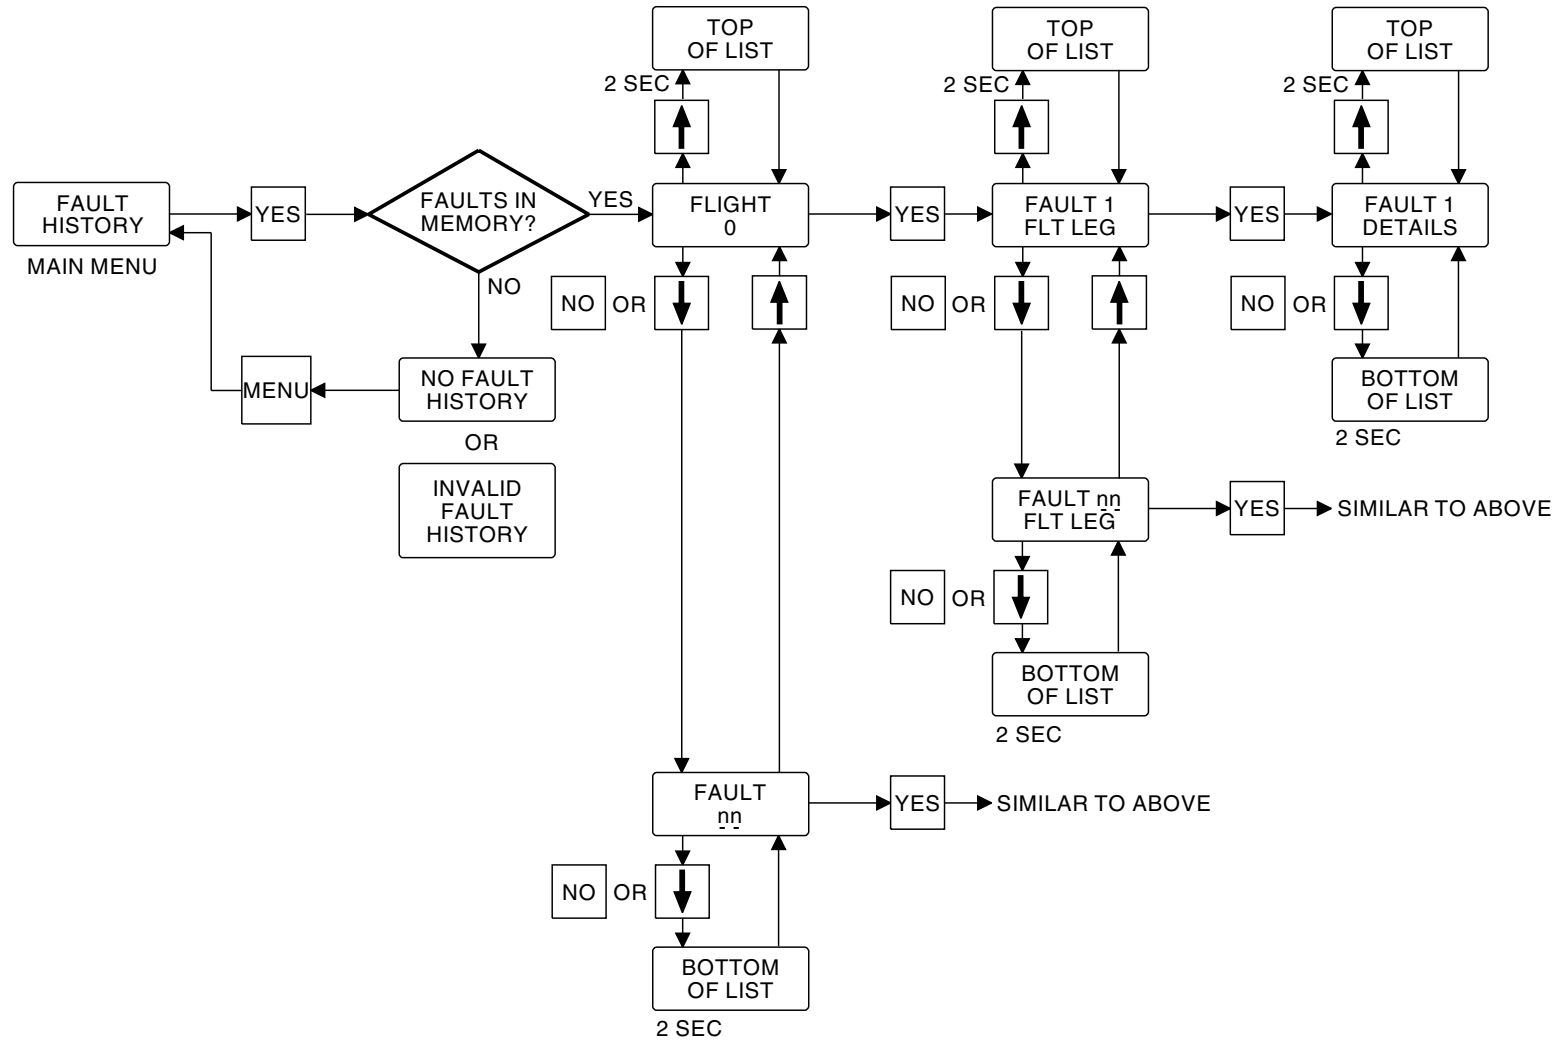 TOP
OF LIST
TOP
OF LIST
TOP
OF LIST
2 SEC
2 SEC
2 SEC
FAULT
HISTORY
YES
FAULTS IN
MEMORY?
YES
FLIGHT
0
YES
FAULT 1
FLT LEG
YES
FAULT 1
DETAILS
MAIN MENU
NO
NO OR
NO OR
NO OR
MENU
NO FAULT
HISTORY
BOTTOM
OF LIST
2 SEC
OR
INVALID
FAULT
HISTORY
FAULT nn
FLT LEG
YES
SIMILAR TO ABOVE
NO OR
BOTTOM
OF LIST
2 SEC
FAULT
nn
YES
SIMILAR TO ABOVE
NO OR
BOTTOM
OF LIST
2 SEC